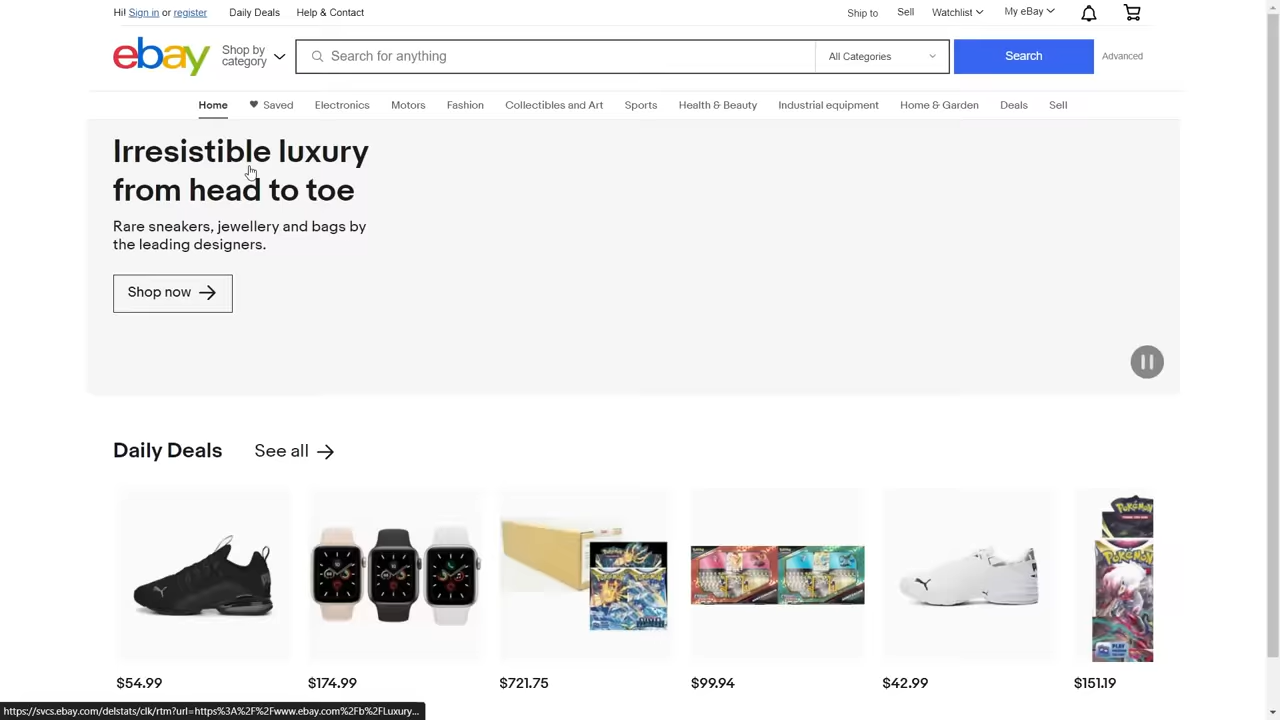 Hi! Sign in or register Daily Deals Help & Contact Ship to Sell Watchlist My eBay
ebay Shop by category Search for anything All Categories Search Advanced
Home Saved Electronics Motors Fashion Collectibles and Art Sports Health & Beauty Industrial equipment Home & Garden Deals Sell
Irresistible luxury
from head to toe
Rare sneakers, jewellery and bags by
the leading designers.
Shop now
Daily Deals See all
Pokémon
Pokémon
$54.99 $174.99 $721.75 $99.94 $42.99 $151.19
https://svcs.ebay.com/delstats/clk/rtm?url=https%3A%2F%2Fwww.ebay.com%2Fb%2FLuxury...